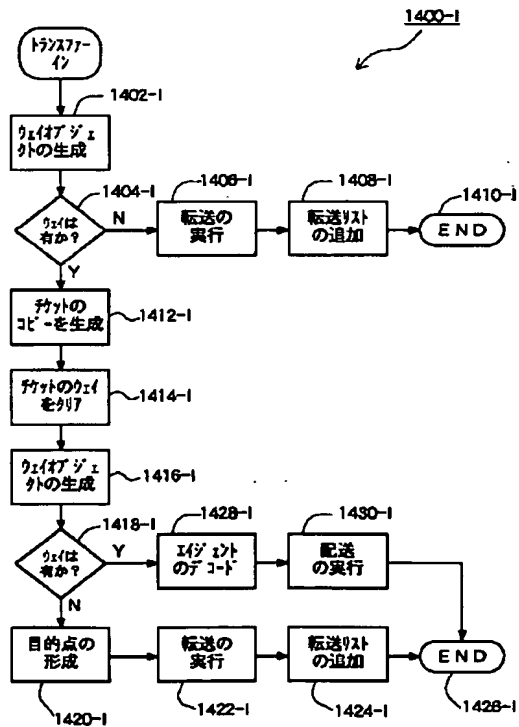 1400-I
トランスファー
イン
1402-I
ウェイオブジェ
クトの生成
1404-I
ウェイは
有か?
N
Y
1406-I
転送の
実行
1408-I
転送リスト
の追加
1410-I
END
チケットの
コピーを生成
1412-I
チケットのウェイ
をクリア
1414-I
ウェイオブジェ
クトの生成
1416-I
1418-I
ウェイは
有か?
Y
N
1428-I
エイジェント
のデコード
1430-I
配送
の実行
目的点の
形成
1420-I
転送の
実行
1422-I
転送リスト
の追加
1424-I
END
1426-I